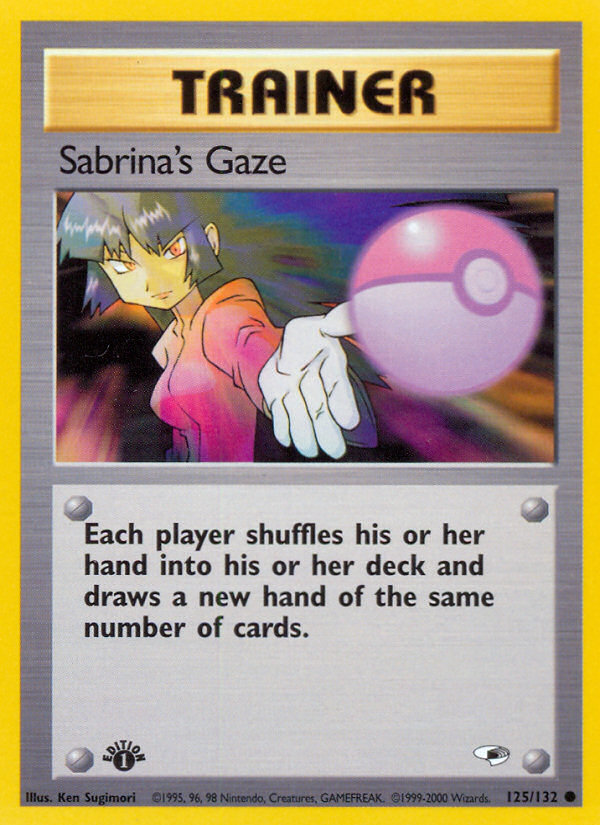 TRAINER
Sabrina's Gaze
Each player shuffles his or her
hand into his or her deck and
draws a new hand of the same
number of cards.
EDITION
1
Illus. Ken Sugimori ©1995, 96, 98 Nintendo, Creatures, GAMEFREAK. ©1999-2000 Wizards. 125/132